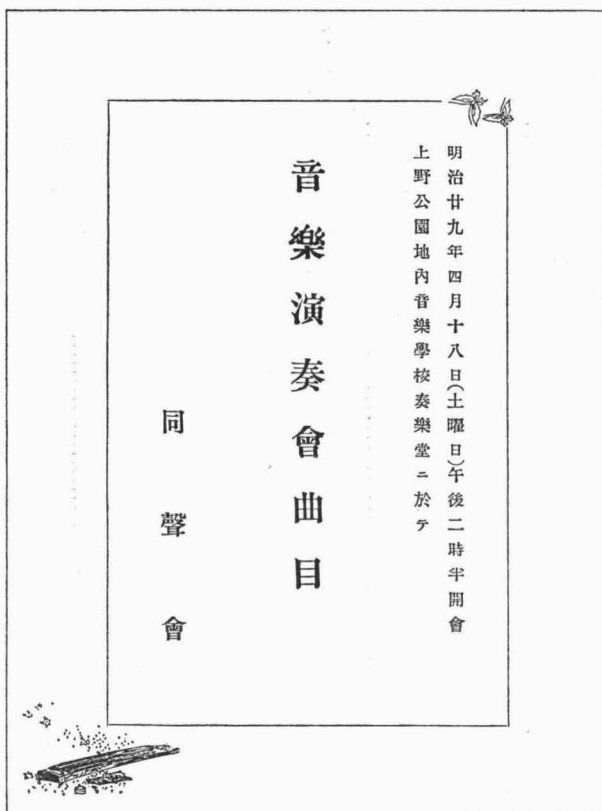 明治廿九年四月十八日(土曜日)午後二時半開會
上野公園地內音樂學校奏樂堂ニ於テ
音樂演奏會曲目
同聲會